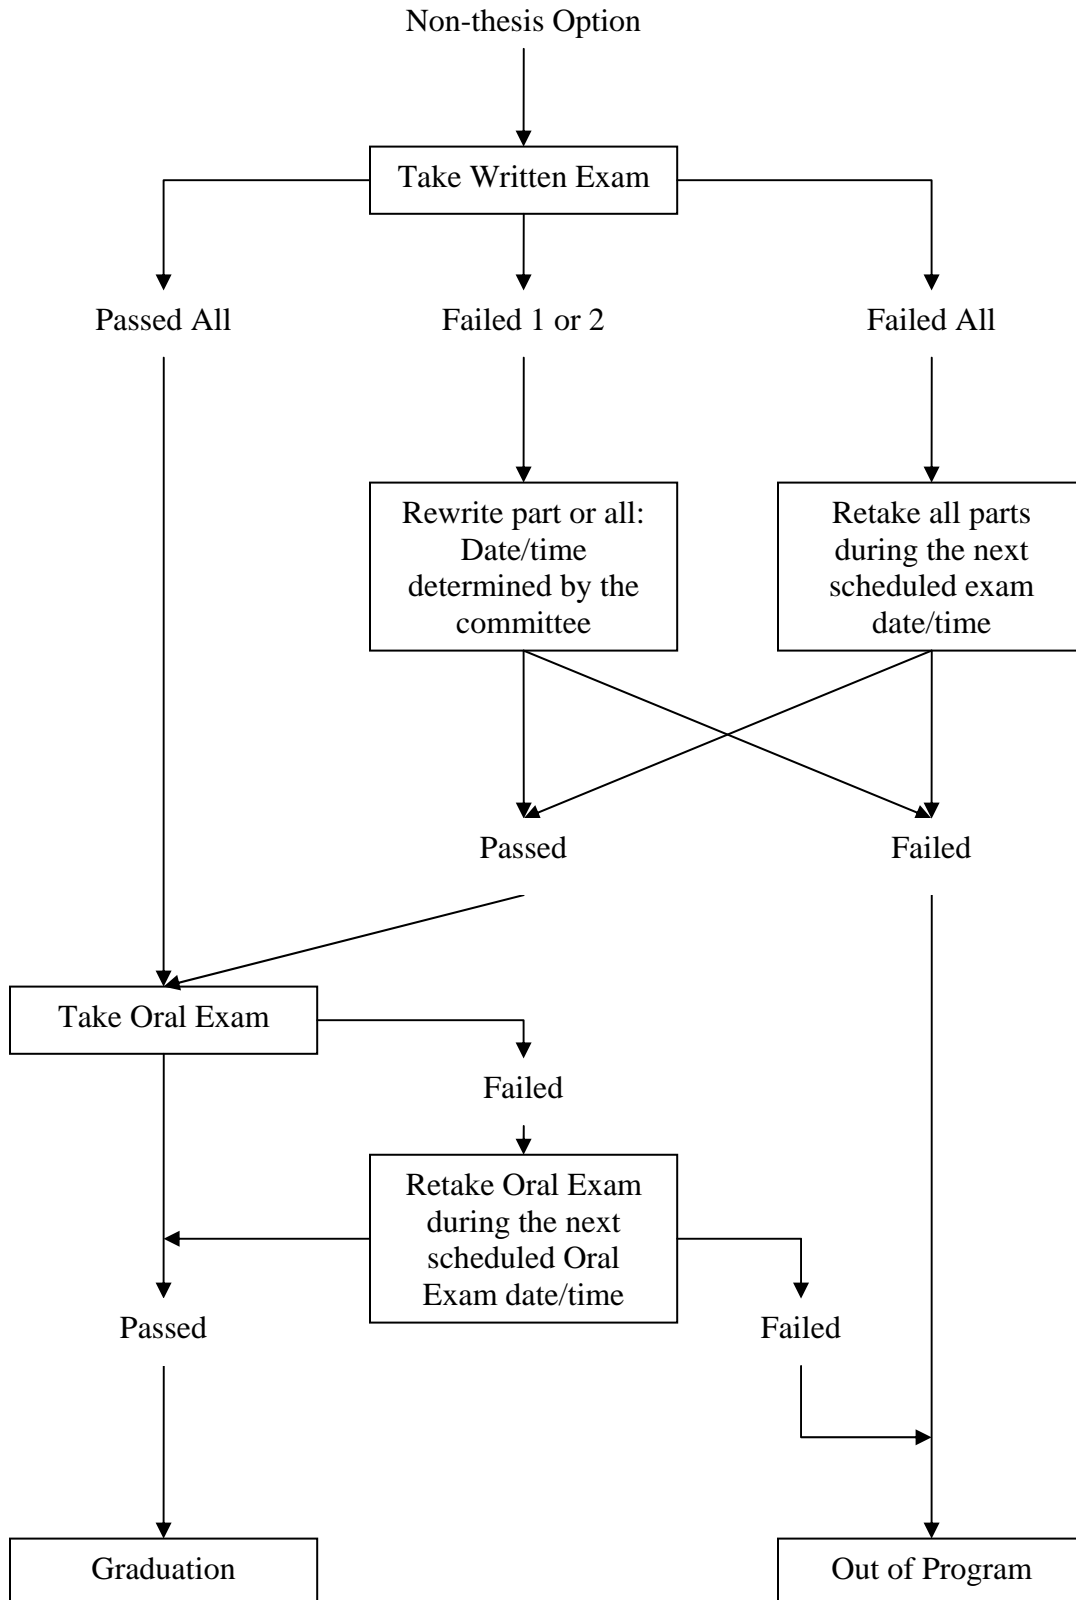 Non-thesis Option
Take Written Exam
Passed All
Failed 1 or 2
Failed All
Rewrite part or all:
Date/time
determined by the
committee
Retake all parts
during the next
scheduled exam
date/time
Passed
Failed
Take Oral Exam
Failed
Retake Oral Exam
during the next
scheduled Oral
Exam date/time
Passed
Failed
Graduation
Out of Program